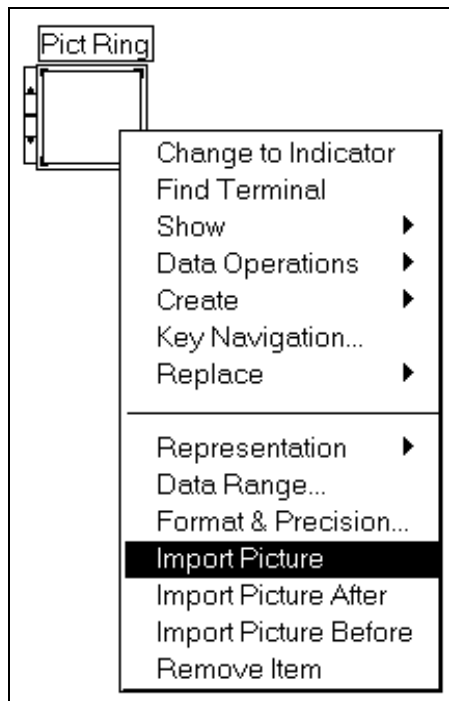 Pict Ring
Change to Indicator
Find Terminal
Show
Data Operations
Create
Key Navigation...
Replace
Representation
Data Range...
Format & Precision...
Import Picture
Import Picture After
Import Picture Before
Remove Item